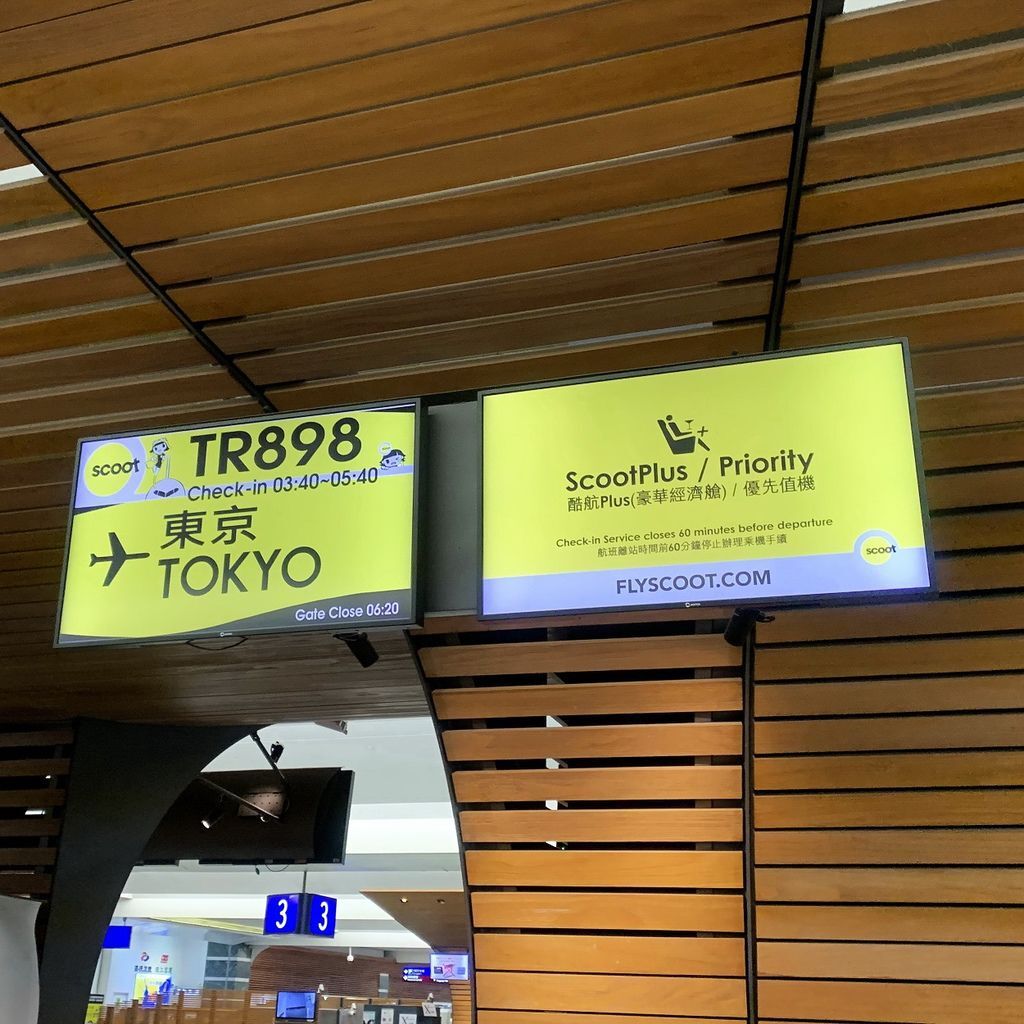 scoot
TR898
Check-in 03:40~05:40
東京
TOKYO
Gate Close 06:20
ScootPlus / Priority
酷航Plus(豪華經濟艙) / 優先值機
Check-in Service closes 60 minutes before departure
航班離站時間前60分鐘停止辦理乘機手續
scoot
FLYSCOOT.COM
3
3